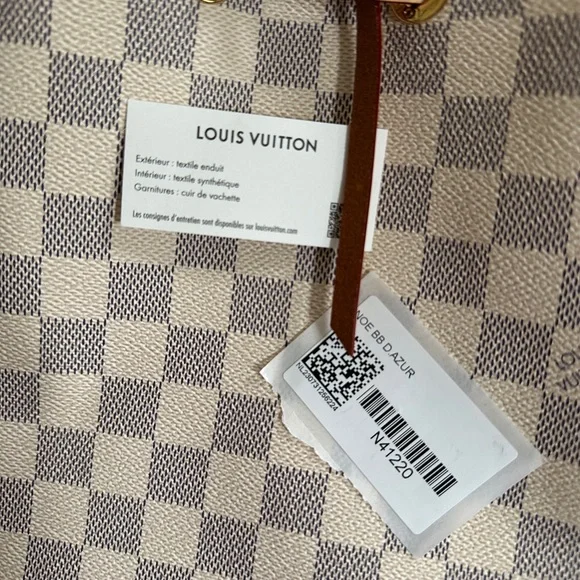 LOUIS VUITTON
Extérieur : textile enduit
Intérieur : textile synthétique
Garnitures : cuir de vachette
Les consignes d'entretien sont disponibles sur louisvuitton.com
NOE BB D.AZUR
NL230731256224
N41220